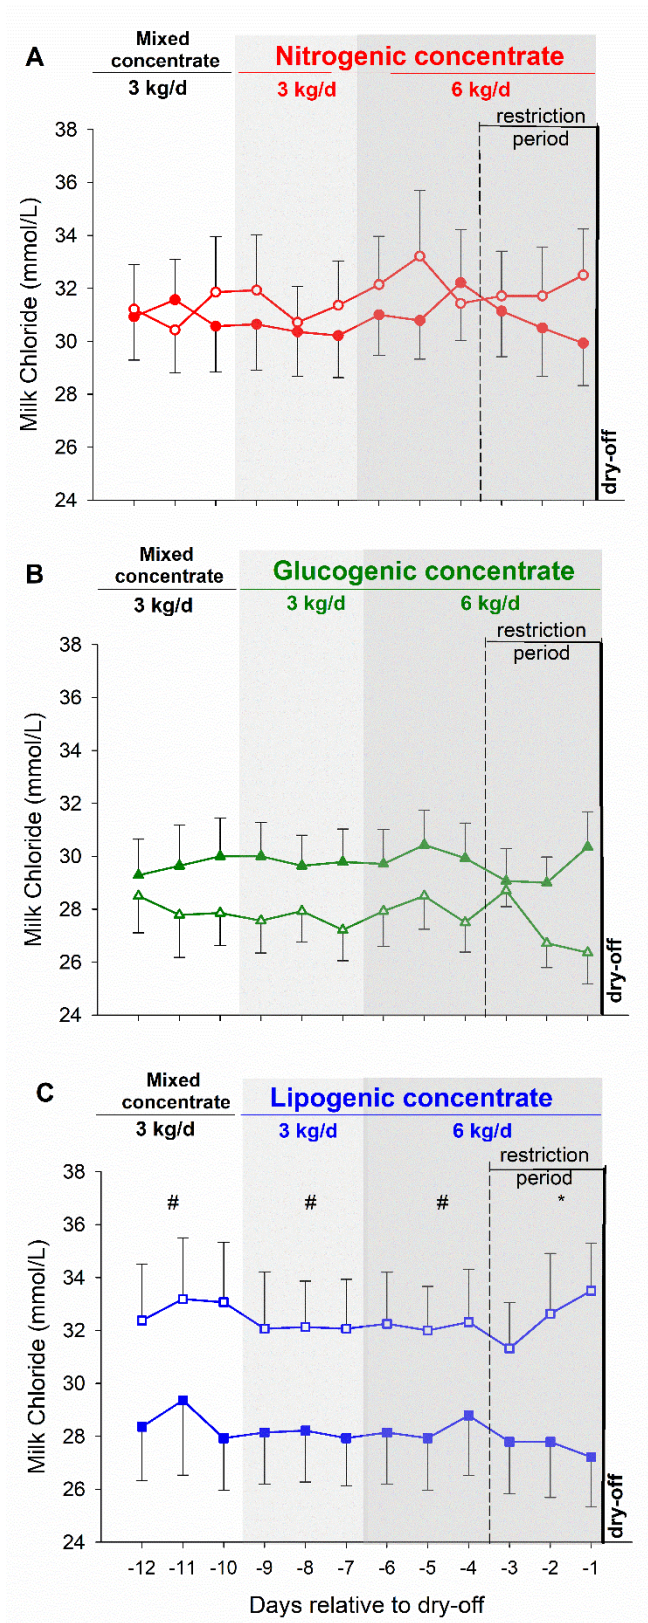 A
Mixed
concentrate
Nitrogenic concentrate
3 kg/d 3 kg/d 6 kg/d
restriction
period
38
36
34
32
30
28
26
24
Milk Chloride (mmol/L)
dry-off
B
Mixed
concentrate
Glucogenic concentrate
3 kg/d 3 kg/d 6 kg/d
restriction
period
38
36
34
32
30
28
26
24
Milk Chloride (mmol/L)
dry-off
C
Mixed
concentrate
Lipogenic concentrate
3 kg/d 3 kg/d 6 kg/d
restriction
period
# # # *
38
36
34
32
30
28
26
24
Milk Chloride (mmol/L)
dry-off
-12 -11 -10 -9 -8 -7 -6 -5 -4 -3 -2 -1
Days relative to dry-off